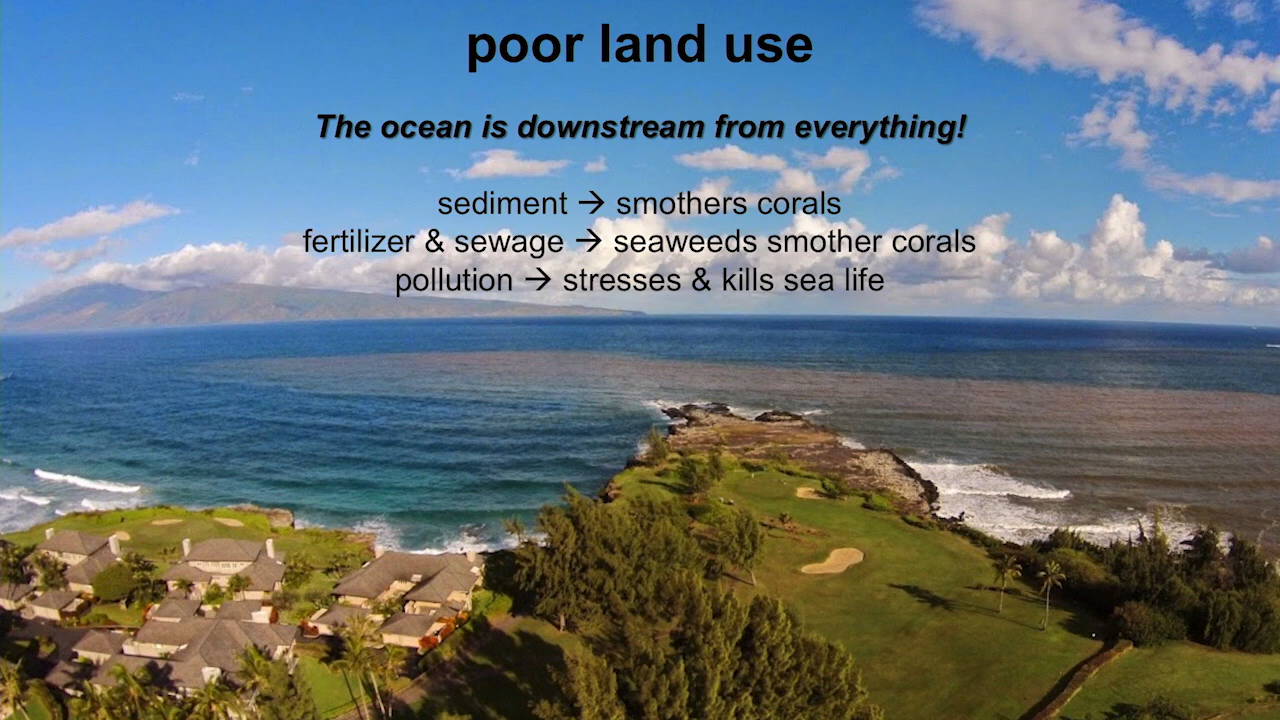 poor land use
The ocean is downstream from everything!
sediment → smothers corals
fertilizer & sewage → seaweeds smother corals
pollution → stresses & kills sea life